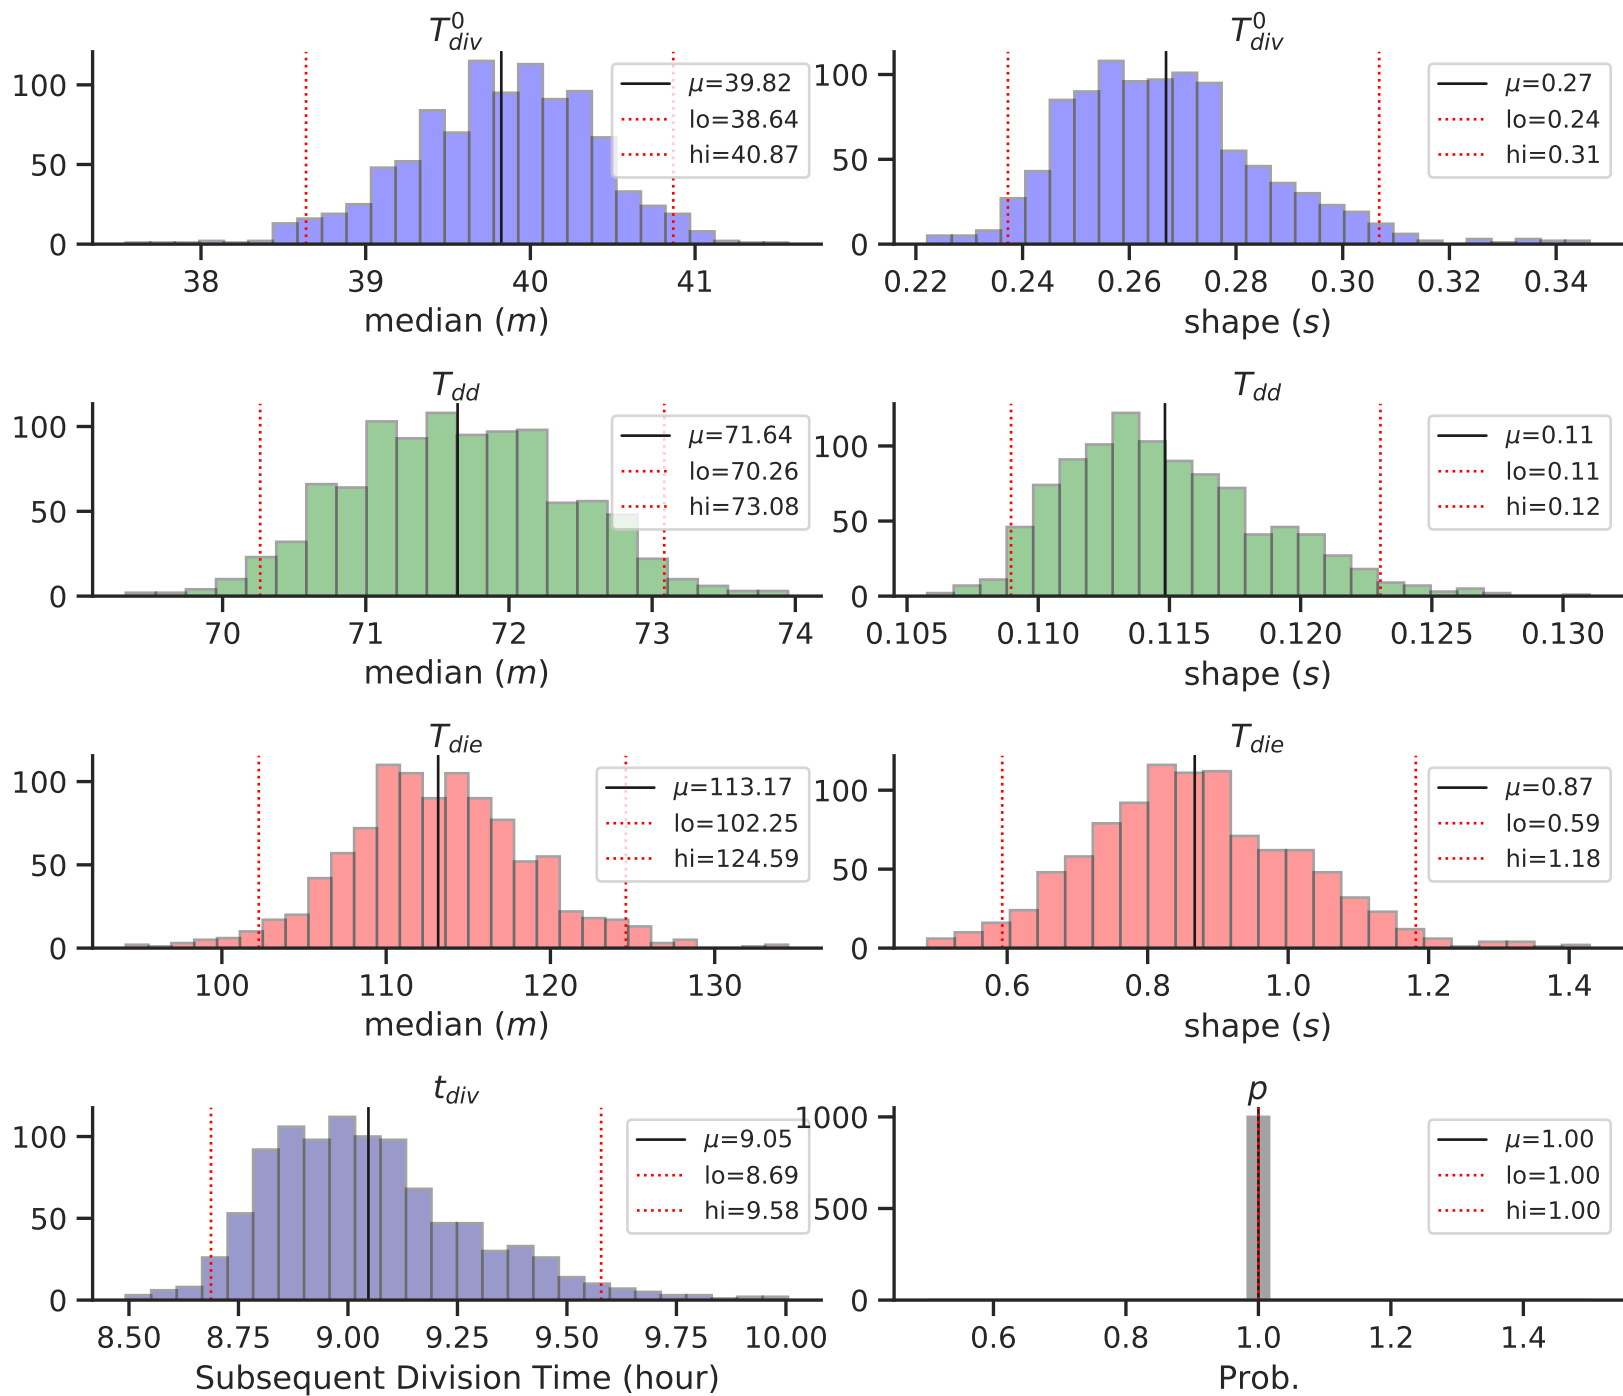 T⁰div
100
50
0
μ=39.82
lo=38.64
hi=40.87
38 39 40 41
median (m)
T⁰div
100
50
0
μ=0.27
lo=0.24
hi=0.31
0.22 0.24 0.26 0.28 0.30 0.32 0.34
shape (s)
Tdd
100
50
0
μ=71.64
lo=70.26
hi=73.08
70 71 72 73 74
median (m)
Tdd
100
50
0
μ=0.11
lo=0.11
hi=0.12
0.105 0.110 0.115 0.120 0.125 0.130
shape (s)
Tdie
100
50
0
μ=113.17
lo=102.25
hi=124.59
100 110 120 130
median (m)
Tdie
100
50
0
μ=0.87
lo=0.59
hi=1.18
0.6 0.8 1.0 1.2 1.4
shape (s)
tdiv
100
50
0
μ=9.05
lo=8.69
hi=9.58
8.50 8.75 9.00 9.25 9.50 9.75 10.00
Subsequent Division Time (hour)
p
1000
500
0
μ=1.00
lo=1.00
hi=1.00
0.6 0.8 1.0 1.2 1.4
Prob.